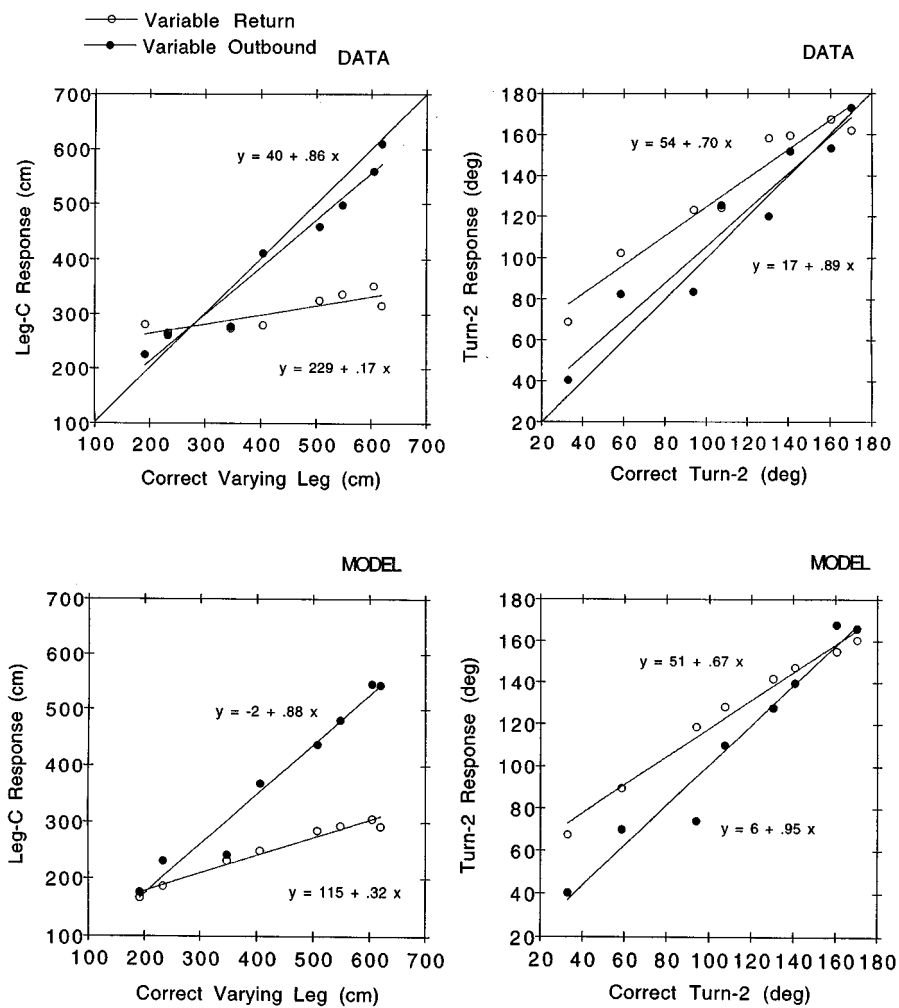 Variable Return
Variable Outbound
DATA
700
600
500
400
300
200
100
Leg-C Response (cm)
y = 40 + .86 x
y = 229 + .17 x
100 200 300 400 500 600 700
Correct Varying Leg (cm)
DATA
180
160
140
120
100
80
60
40
20
Turn-2 Response (deg)
y = 54 + .70 x
y = 17 + .89 x
20 40 60 80 100 120 140 160 180
Correct Turn-2 (deg)
MODEL
700
600
500
400
300
200
100
Leg-C Response (cm)
y = -2 + .88 x
y = 115 + .32 x
100 200 300 400 500 600 700
Correct Varying Leg (cm)
MODEL
180
160
140
120
100
80
60
40
20
Turn-2 Response (deg)
y = 51 + .67 x
y = 6 + .95 x
20 40 60 80 100 120 140 160 180
Correct Turn-2 (deg)